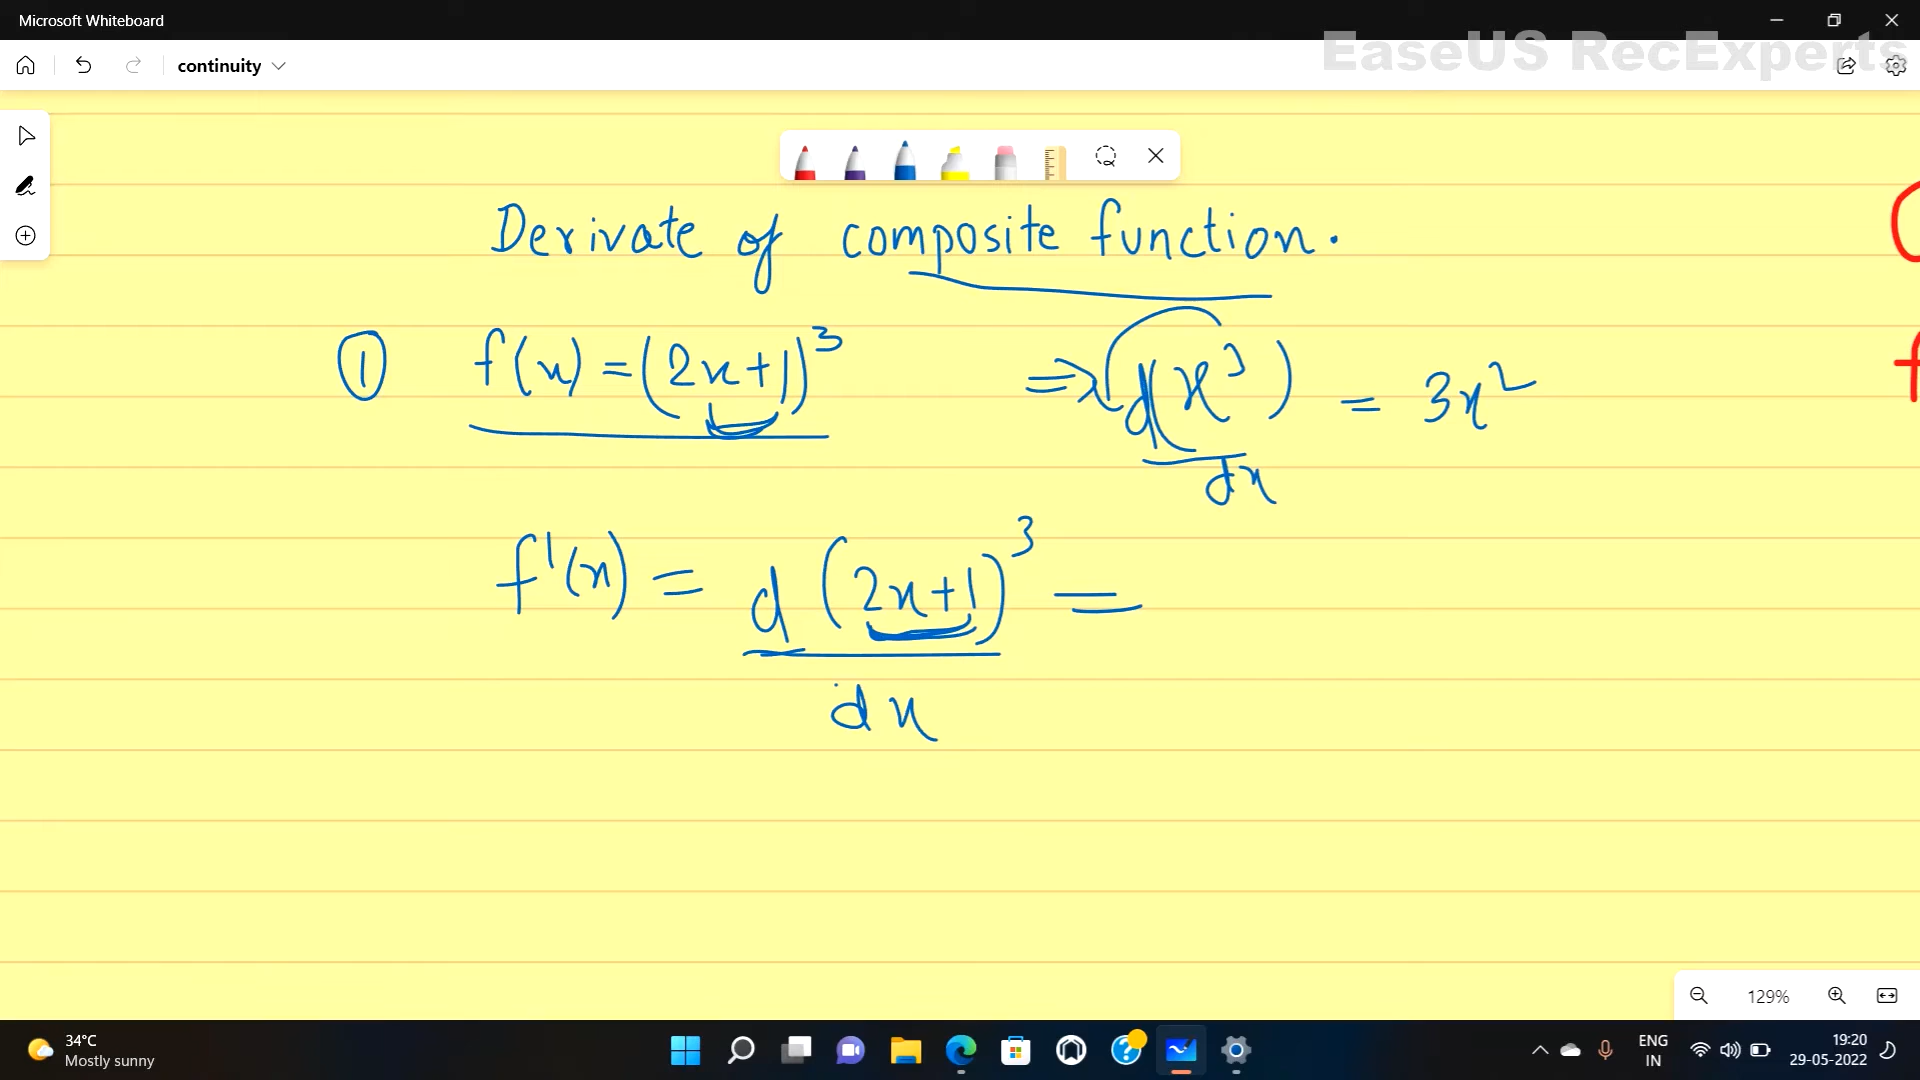 Microsoft Whiteboard
EaseUS RecExperts
continuity
Derivate of composite function.
① f(x) = (2x+1)³ ⇒ d(x³)/dx = 3x²
f'(x) = d(2x+1)³/dx =
129%
34°C
Mostly sunny
ENG
IN
19:20
29-05-2022